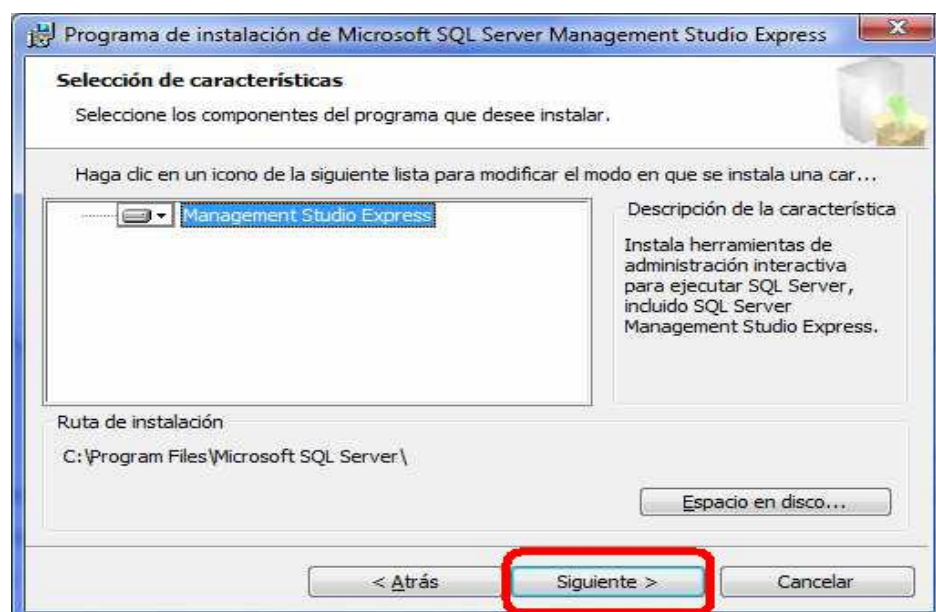 Programa de instalación de Microsoft SQL Server Management Studio Express
Selección de características
Seleccione los componentes del programa que desee instalar.
Haga clic en un icono de la siguiente lista para modificar el modo en que se instala una car...
Management Studio Express
Descripción de la característica
Instala herramientas de
administración interactiva
para ejecutar SQL Server,
incluido SQL Server
Management Studio Express.
Ruta de instalación
C:\Program Files\Microsoft SQL Server\
Espacio en disco...
< Atrás
Siguiente >
Cancelar